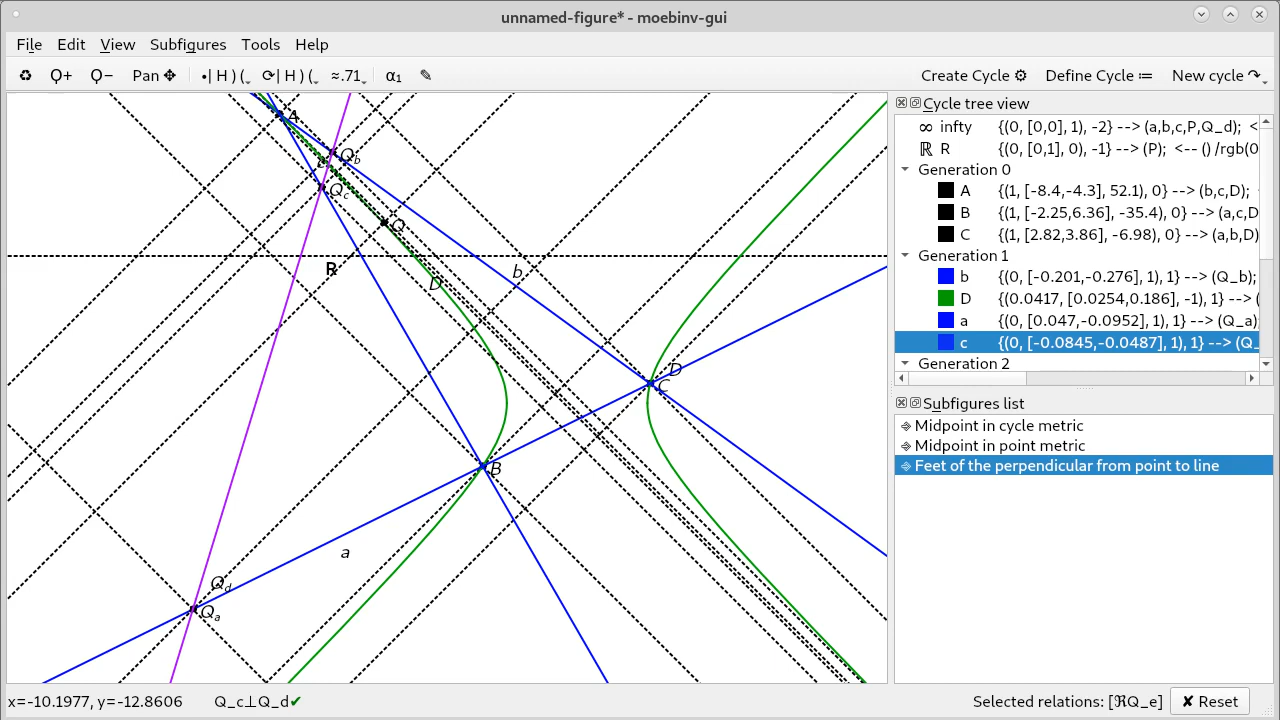 unnamed-figure* - moebinv-gui
File Edit View Subfigures Tools Help
Q+ Q− Pan ✥ •| H ) (, ⟳| H ) (, ≈.71, α₁ ✎ Create Cycle ⚙ Define Cycle ≔ New cycle ↷,
Cycle tree view
∞ infty {(0, [0,0], 1), -2} --> (a,b,c,P,Q_d); <
ℝ R {(0, [0,1], 0), -1} --> (P); <-- () /rgb(0
Generation 0
A {(1, [-8.4,-4.3], 52.1), 0} --> (b,c,D);
B {(1, [-2.25,6.36], -35.4), 0} --> (a,c,D
C {(1, [2.82,3.86], -6.98), 0} --> (a,b,D)
Generation 1
b {(0, [-0.201,-0.276], 1), 1} --> (Q_b);
D {(0.0417, [0.0254,0.186], -1), 1} --> (
a {(0, [0.047,-0.0952], 1), 1} --> (Q_a)
c {(0, [-0.0845,-0.0487], 1), 1} --> (Q_
Generation 2
Subfigures list
Midpoint in cycle metric
Midpoint in point metric
Feet of the perpendicular from point to line
A
Q_b
c
Q_c
Q
R
D
b
D
C
B
a
Q_d
Q_a
x=-10.1977, y=-12.8606 Q_c⊥Q_d✔ Selected relations: [ℜQ_e] ✘ Reset